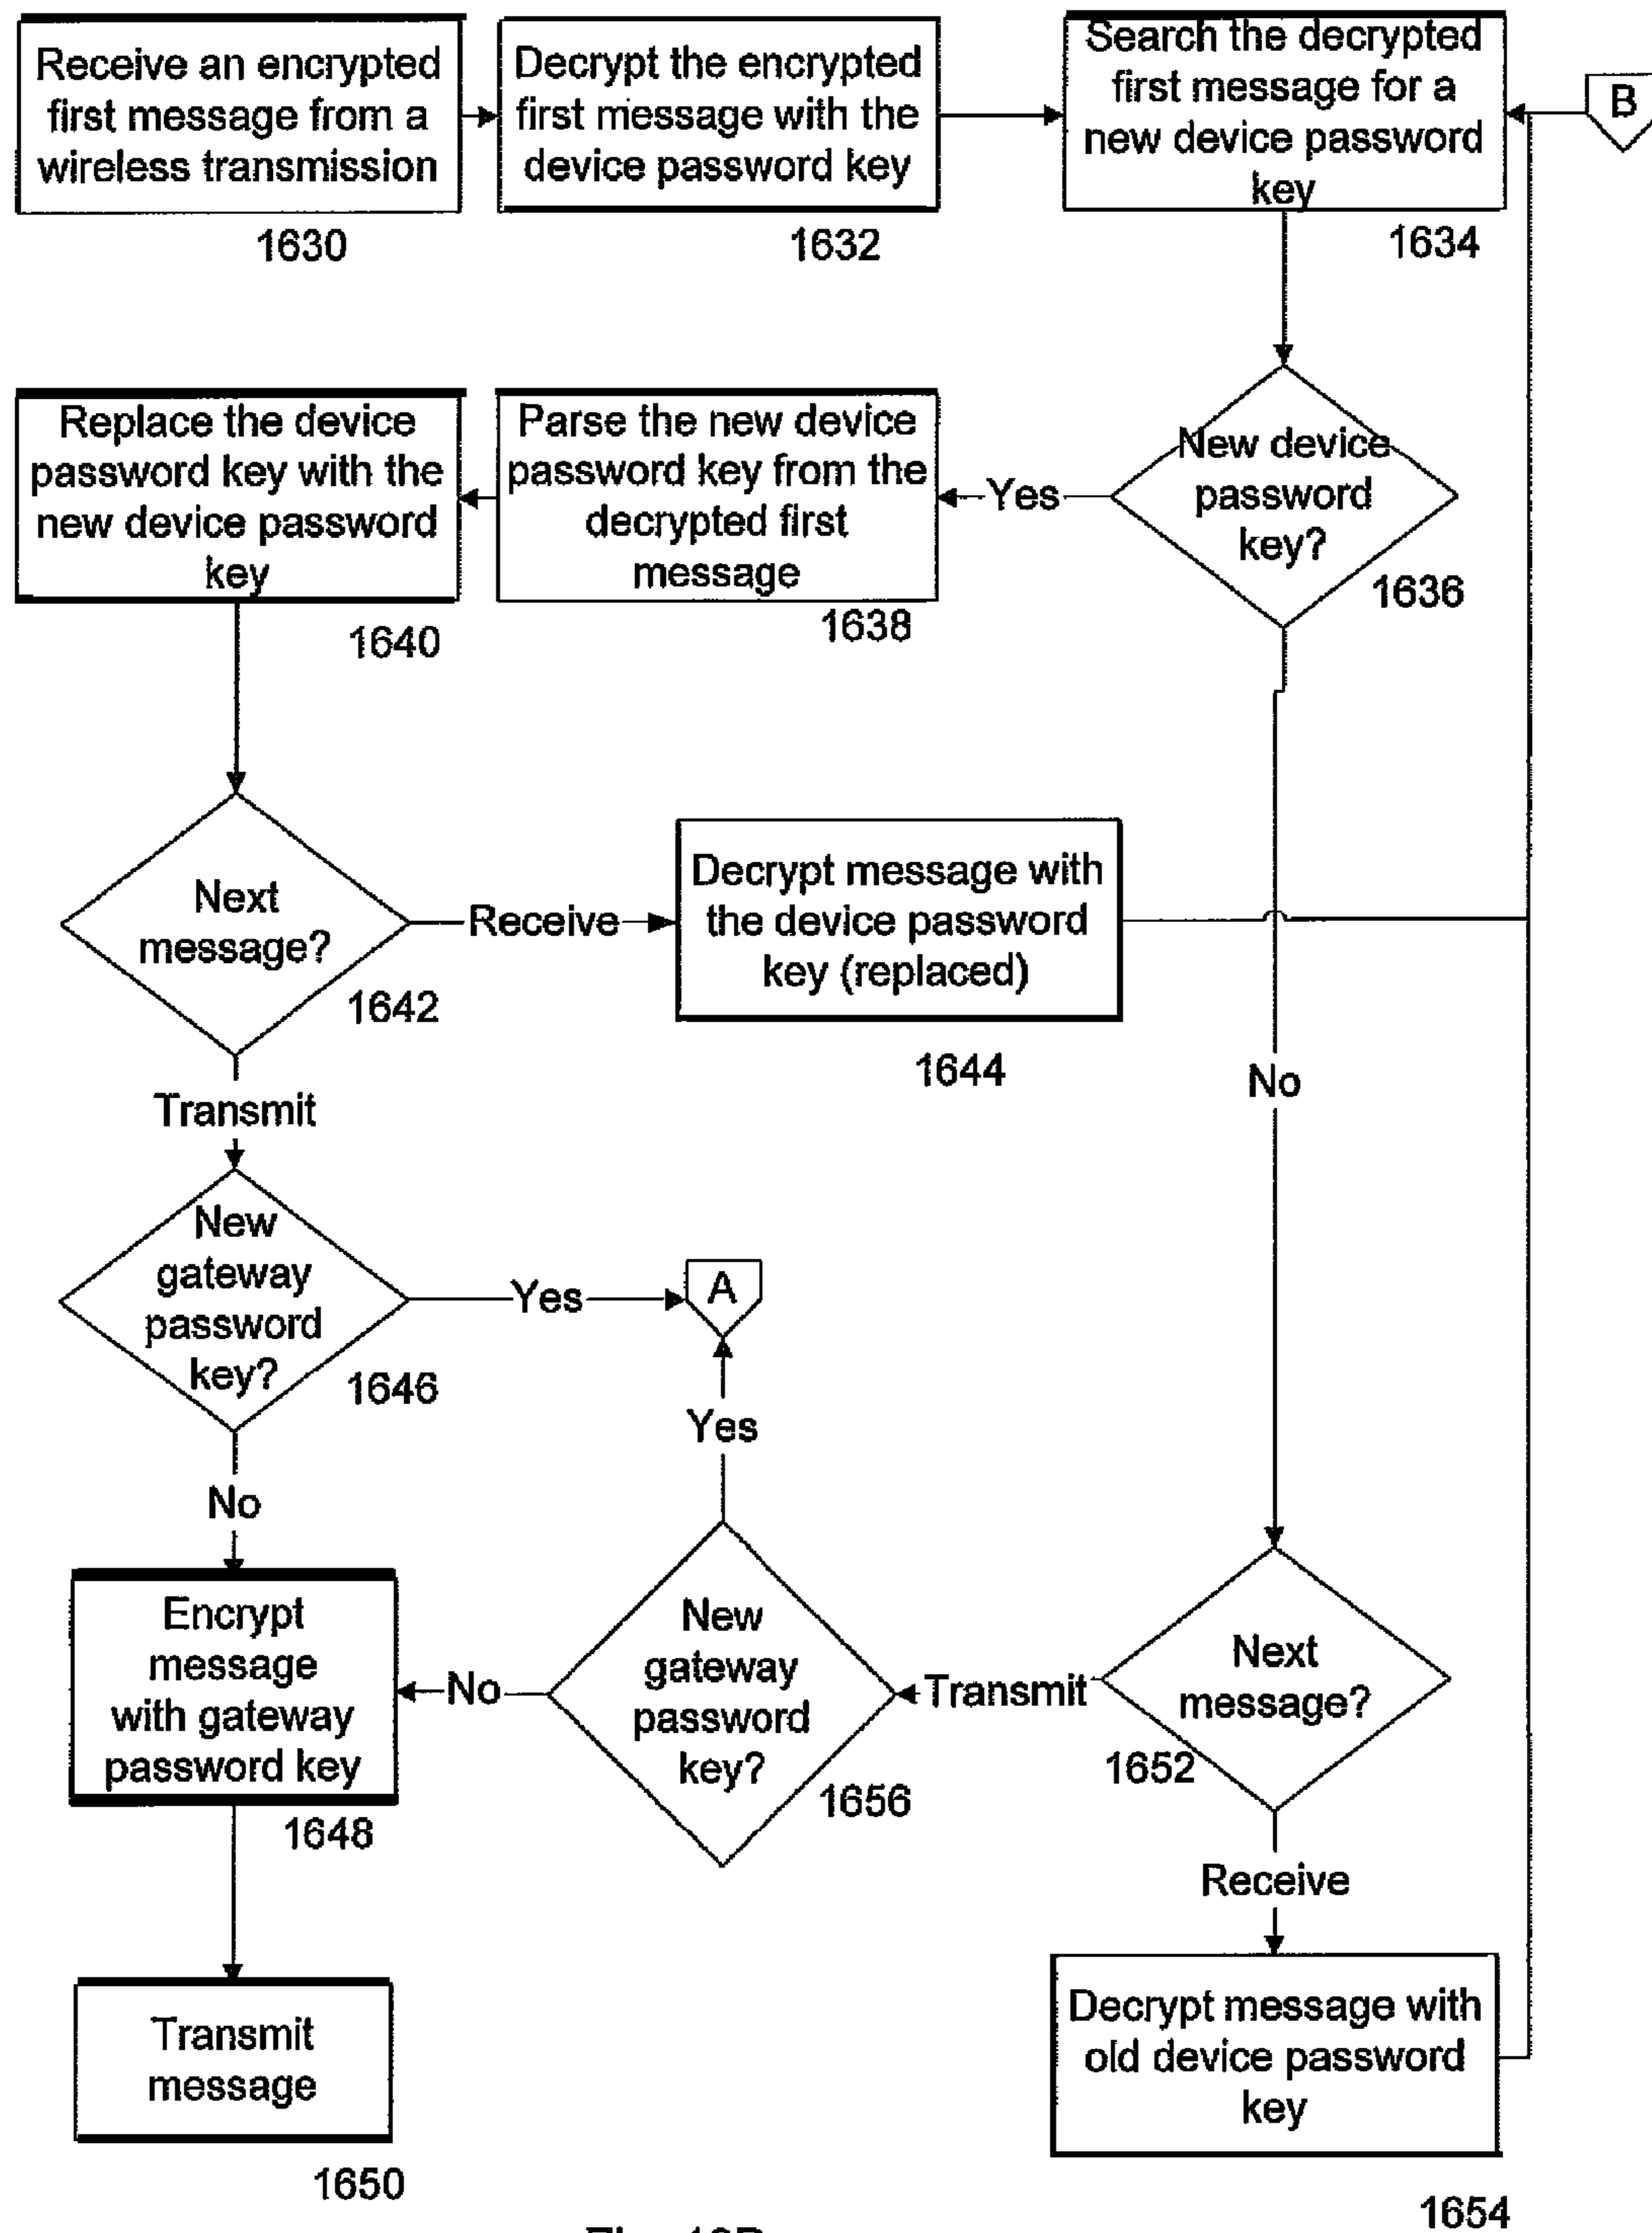 Receive an encrypted
first message from a
wireless transmission
1630
Decrypt the encrypted
first message with the
device password key
1632
Search the decrypted
first message for a
new device password
key
1634
B
Replace the device
password key with the
new device password
key
1640
Parse the new device
password key from the
decrypted first
message
1638
Yes
New device
password
key?
1636
Next
message?
1642
Receive
Decrypt message with
the device password
key (replaced)
1644
No
Transmit
New
gateway
password
key?
1646
Yes
A
Yes
No
Encrypt
message
with gateway
password key
1648
No
New
gateway
password
key?
1656
Transmit
Next
message?
1652
Receive
Transmit
message
1650
Decrypt message with
old device password
key
1654